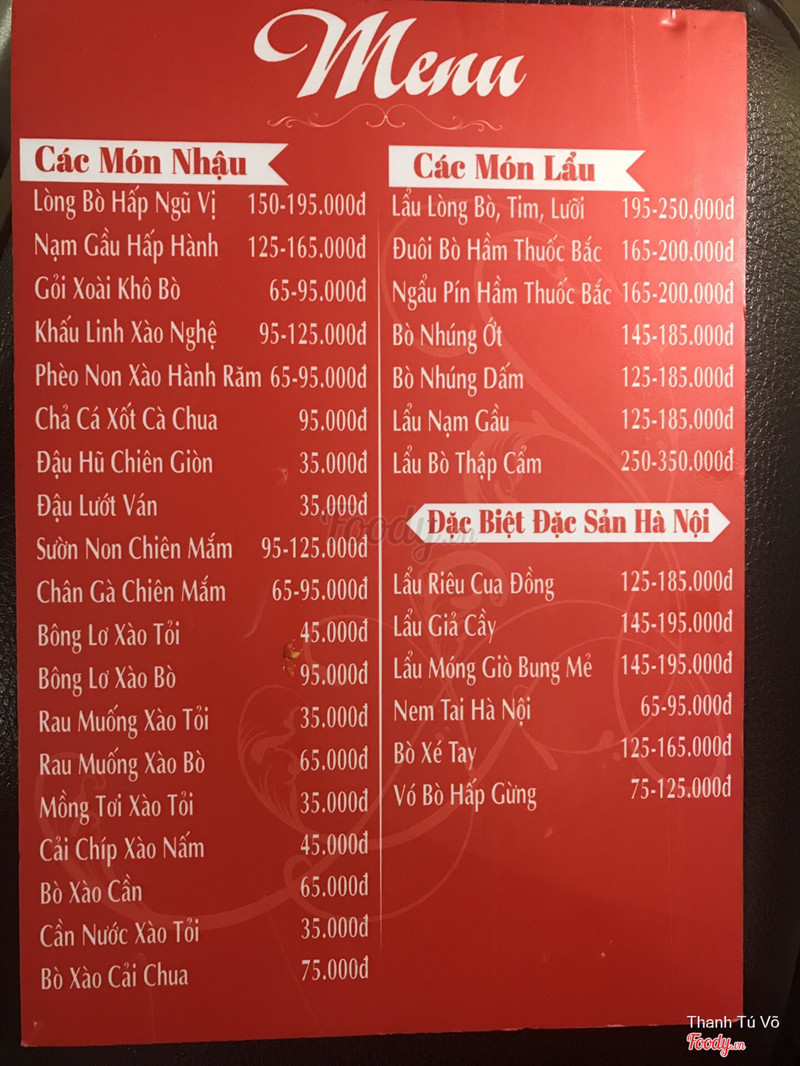 Menu
Các Món Nhậu
Lòng Bò Hấp Ngũ Vị 150-195.000đ
Nạm Gầu Hấp Hành 125-165.000đ
Gỏi Xoài Khô Bò 65-95.000đ
Khấu Linh Xào Nghệ 95-125.000đ
Phèo Non Xào Hành Răm 65-95.000đ
Chả Cá Xốt Cà Chua 95.000đ
Đậu Hũ Chiên Giòn 35.000đ
Đậu Lướt Ván 35.000đ
Sườn Non Chiên Mắm 95-125.000đ
Chân Gà Chiên Mắm 65-95.000đ
Bông Lơ Xào Tỏi 45.000đ
Bông Lơ Xào Bò 95.000đ
Rau Muống Xào Tỏi 35.000đ
Rau Muống Xào Bò 65.000đ
Mồng Tơi Xào Tỏi 35.000đ
Cải Chíp Xào Nấm 45.000đ
Bò Xào Cần 65.000đ
Cần Nước Xào Tỏi 35.000đ
Bò Xào Cải Chua 75.000đ
Các Món Lẩu
Lẩu Lòng Bò, Tim, Lưỡi 195-250.000đ
Đuôi Bò Hầm Thuốc Bắc 165-200.000đ
Ngẩu Pín Hầm Thuốc Bắc 165-200.000đ
Bò Nhúng Ớt 145-185.000đ
Bò Nhúng Dấm 125-185.000đ
Lẩu Nạm Gầu 125-185.000đ
Lẩu Bò Thập Cẩm 250-350.000đ
Đặc Biệt Đặc Sản Hà Nội
Lẩu Riêu Cua Đồng 125-185.000đ
Lẩu Giả Cầy 145-195.000đ
Lẩu Móng Giò Bung Mẻ 145-195.000đ
Nem Tai Hà Nội 65-95.000đ
Bò Xé Tay 125-165.000đ
Vó Bò Hấp Gừng 75-125.000đ
Foody.vn
Thanh Tú Võ
Foody.vn